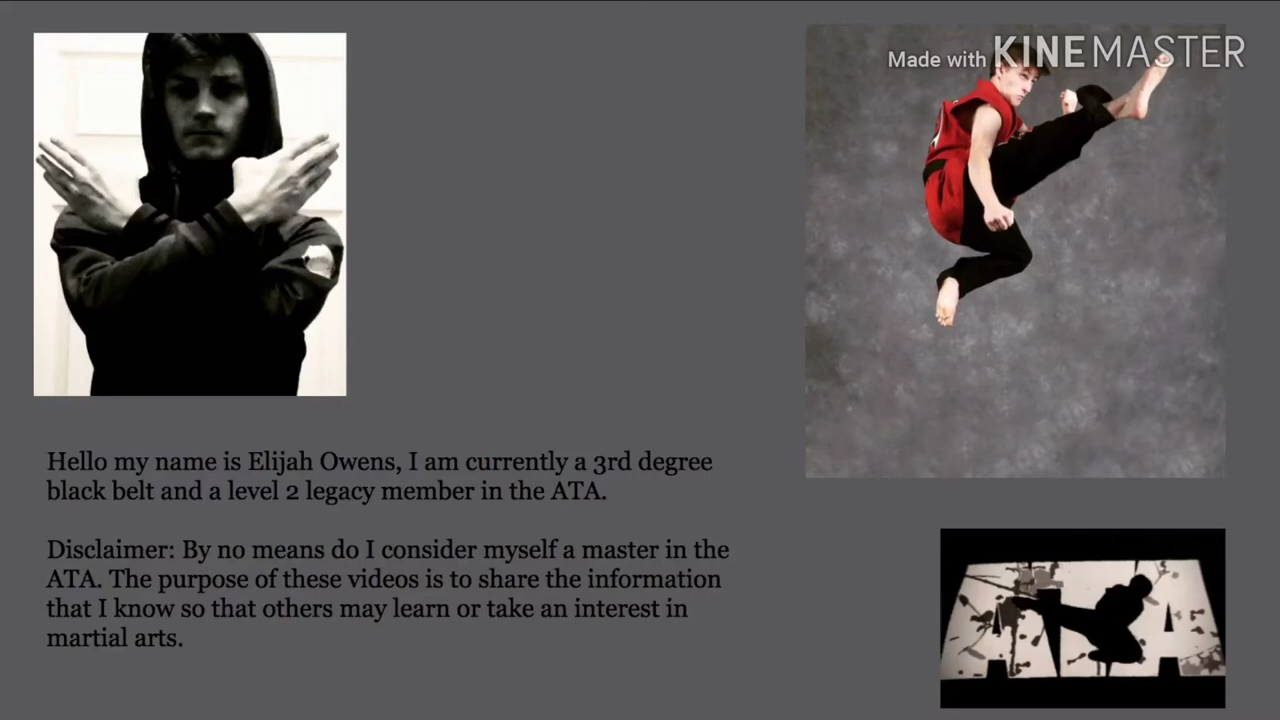 Made with KINEMASTER
Hello my name is Elijah Owens, I am currently a 3rd degree
black belt and a level 2 legacy member in the ATA.
Disclaimer: By no means do I consider myself a master in the
ATA. The purpose of these videos is to share the information
that I know so that others may learn or take an interest in
martial arts.
ATA